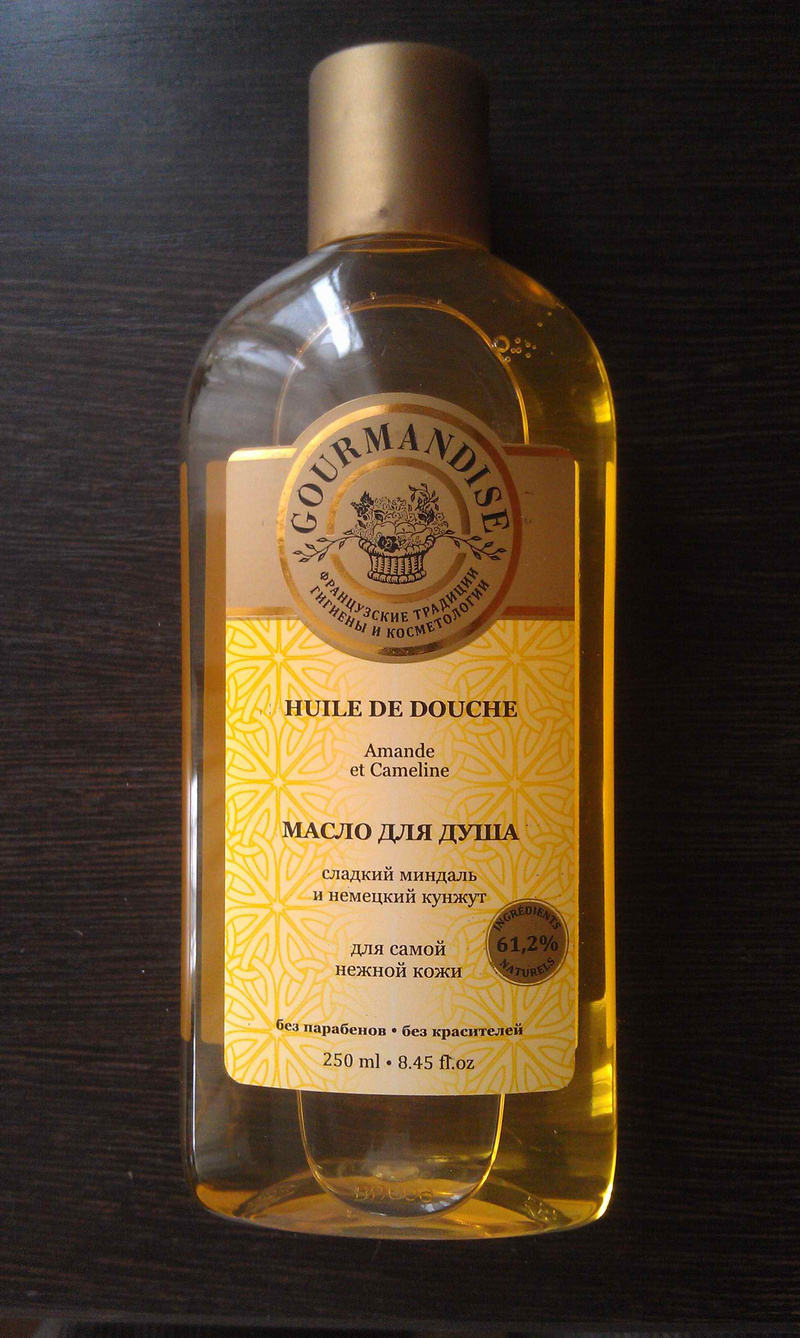 GOURMANDISE
ФРАНЦУЗСКИЕ ТРАДИЦИИ
ГИГИЕНЫ И КОСМЕТОЛОГИИ
HUILE DE DOUCHE
Amande
et Cameline
МАСЛО ДЛЯ ДУША
сладкий миндаль
и немецкий кунжут
INGRÉDIENTS
61,2%
NATURELS
для самой
нежной кожи
без парабенов • без красителей
250 ml • 8.45 fl.oz